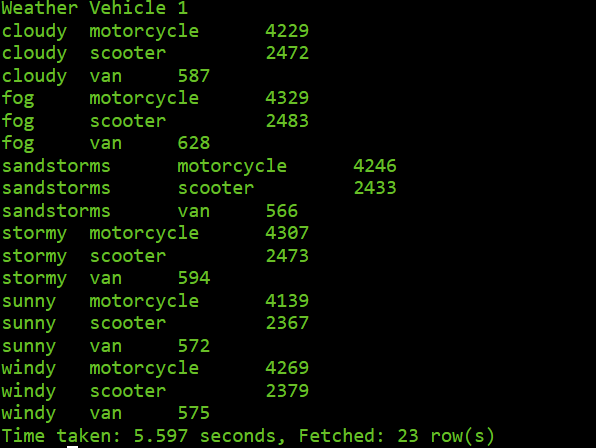 Weather Vehicle 1
cloudy motorcycle 4229
cloudy scooter 2472
cloudy van 587
fog motorcycle 4329
fog scooter 2483
fog van 628
sandstorms motorcycle 4246
sandstorms scooter 2433
sandstorms van 566
stormy motorcycle 4307
stormy scooter 2473
stormy van 594
sunny motorcycle 4139
sunny scooter 2367
sunny van 572
windy motorcycle 4269
windy scooter 2379
windy van 575
Time taken: 5.597 seconds, Fetched: 23 row(s)